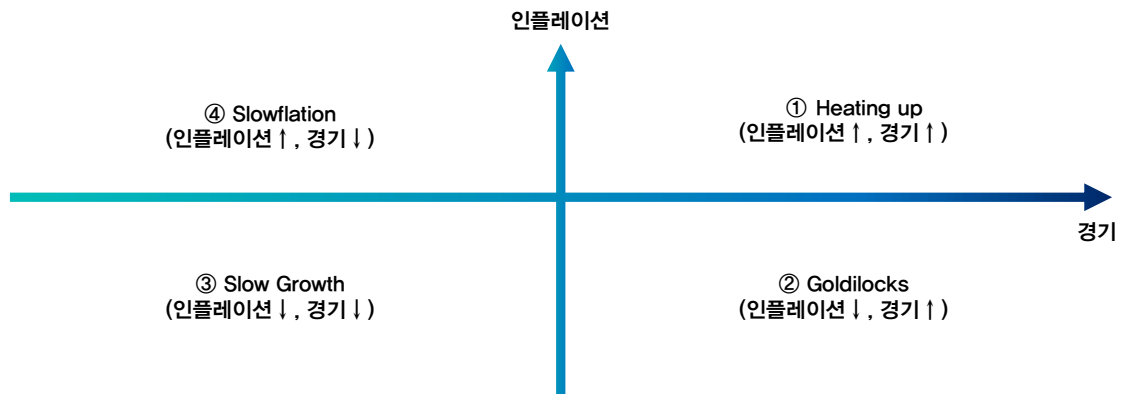 인플레이션
④ Slowflation
(인플레이션↑, 경기↓)
① Heating up
(인플레이션↑, 경기↑)
경기
③ Slow Growth
(인플레이션↓, 경기↓)
② Goldilocks
(인플레이션↓, 경기↑)